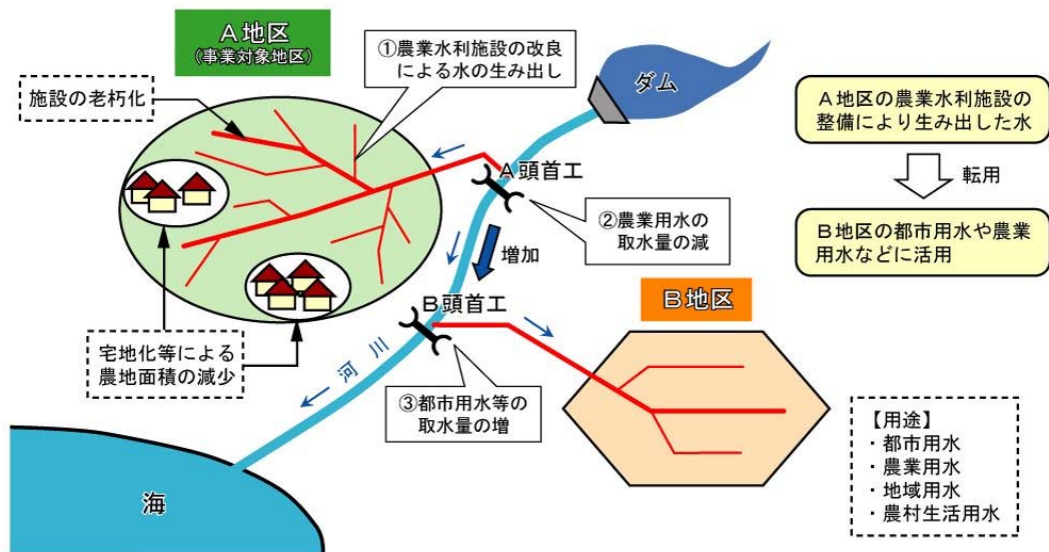 A地区
(事業対象地区)
①農業水利施設の改良
による水の生み出し
ダム
施設の老朽化
A地区の農業水利施設の
整備により生み出した水
転用
B地区の都市用水や農業
用水などに活用
A頭首工
②農業用水の
取水量の減
増加
B頭首工
B地区
宅地化等による
農地面積の減少
河川
③都市用水等の
取水量の増
【用途】
・都市用水
・農業用水
・地域用水
・農村生活用水
海